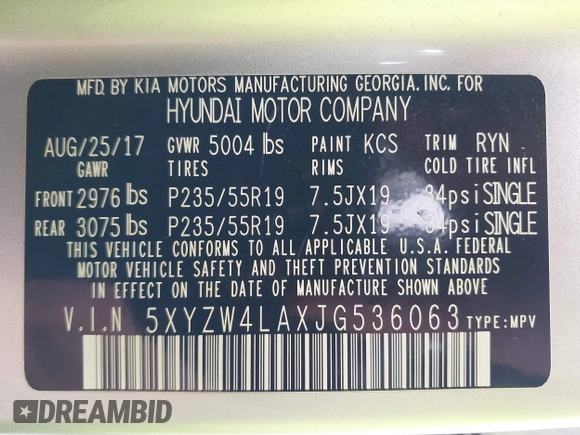 MFD. BY KIA MOTORS MANUFACTURING GEORGIA, INC. FOR
HYUNDAI MOTOR COMPANY
AUG/25/17 GVWR 5004 lbs PAINT KCS TRIM RYN
GAWR TIRES RIMS COLD TIRE INFL
FRONT 2976 lbs P235/55R19 7.5JX19 34psi SINGLE
REAR 3075 lbs P235/55R19 7.5JX19 34psi SINGLE
THIS VEHICLE CONFORMS TO ALL APPLICABLE U.S.A. FEDERAL
MOTOR VEHICLE SAFETY AND THEFT PREVENTION STANDARDS
IN EFFECT ON THE DATE OF MANUFACTURE SHOWN ABOVE.
V.I.N 5XYZW4LAXJG536063 TYPE:MPV
DREAMBID